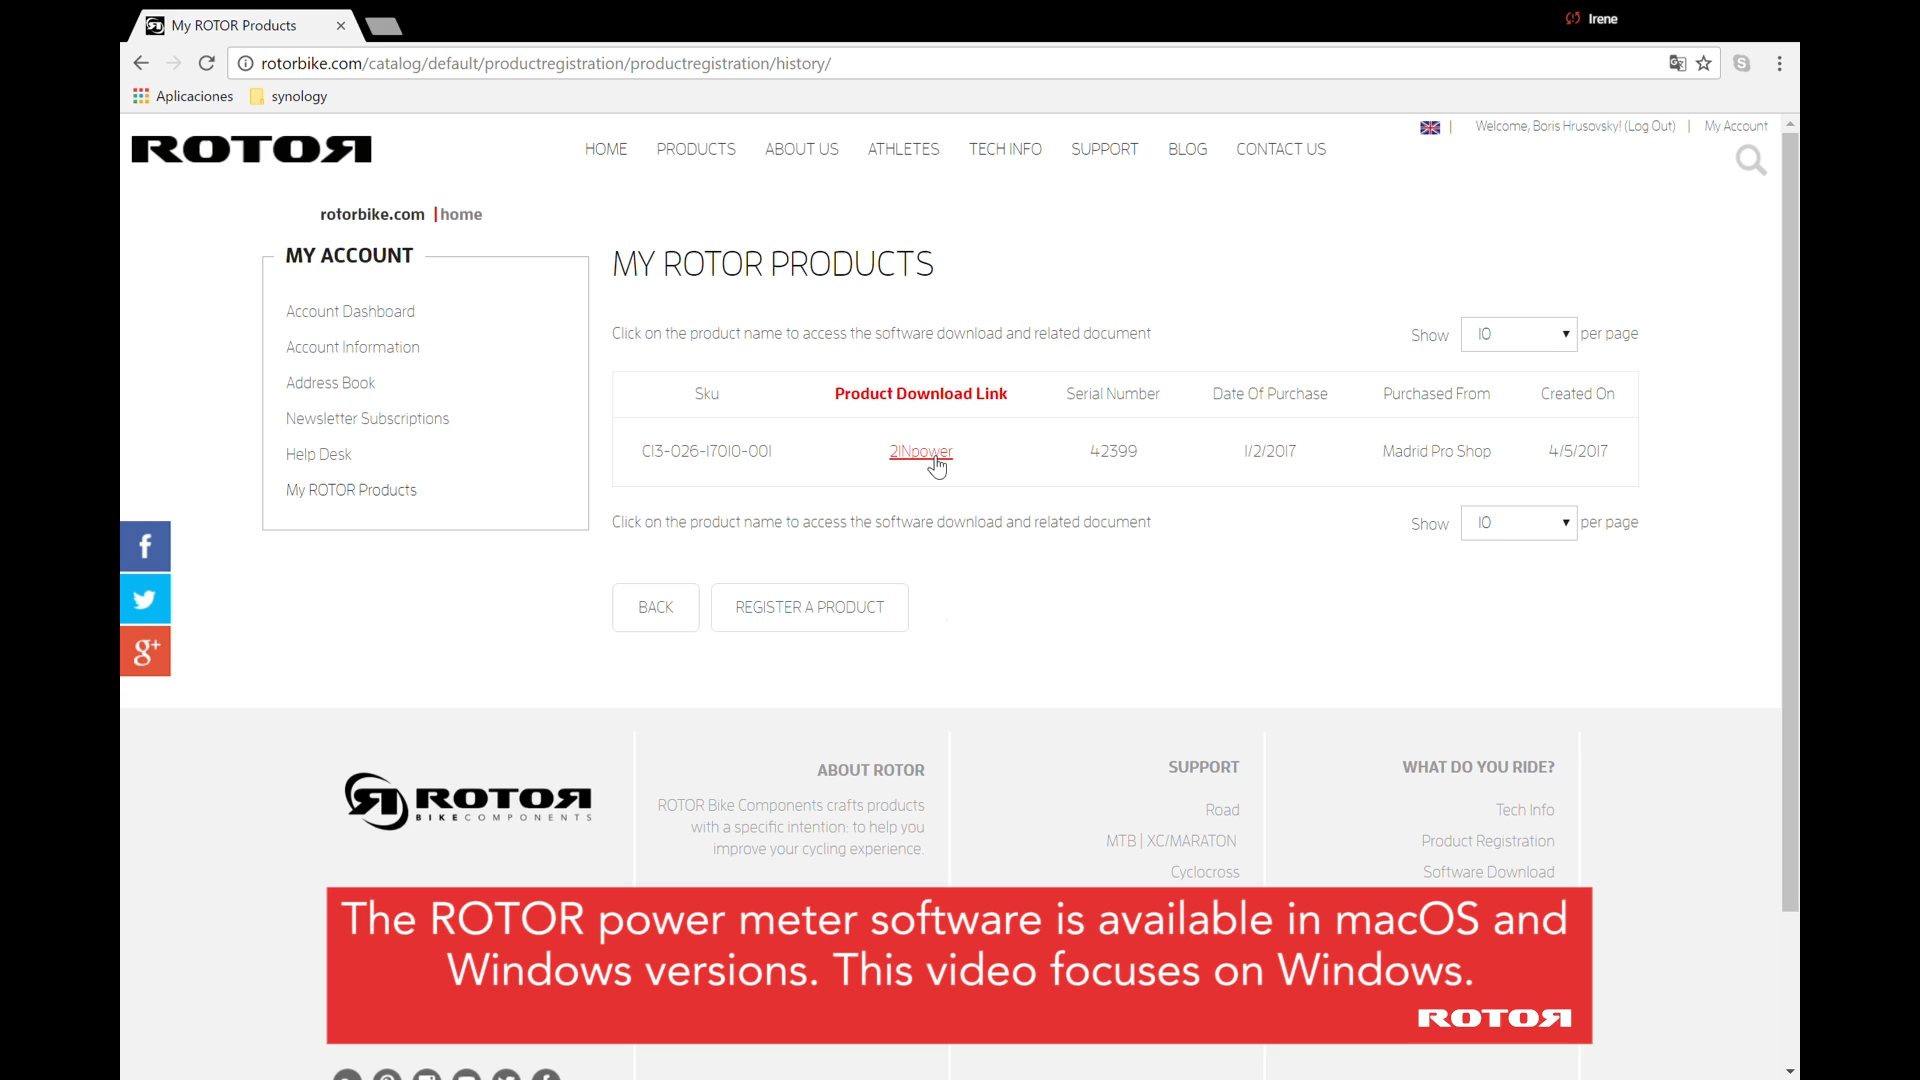 My ROTOR Products
Irene
rotorbike.com/catalog/default/productregistration/productregistration/history/
Aplicaciones synology
Welcome, Boris Hrusovsky! (Log Out) | My Account
ROTOR
HOME PRODUCTS ABOUT US ATHLETES TECH INFO SUPPORT BLOG CONTACT US
rotorbike.com | home
MY ACCOUNT
Account Dashboard
Account Information
Address Book
Newsletter Subscriptions
Help Desk
My ROTOR Products
MY ROTOR PRODUCTS
Click on the product name to access the software download and related document
Show 10 per page
Sku Product Download Link Serial Number Date Of Purchase Purchased From Created On
C13-026-17010-001 2INpower 42399 1/2/2017 Madrid Pro Shop 4/5/2017
Click on the product name to access the software download and related document
Show 10 per page
BACK REGISTER A PRODUCT
f
g+
ROTOR
BIKECOMPONENTS
ABOUT ROTOR
ROTOR Bike Components crafts products
with a specific intention: to help you
improve your cycling experience.
SUPPORT
Road
MTB | XC/MARATON
Cyclocross
WHAT DO YOU RIDE?
Tech Info
Product Registration
Software Download
The ROTOR power meter software is available in macOS and
Windows versions. This video focuses on Windows.
ROTOR